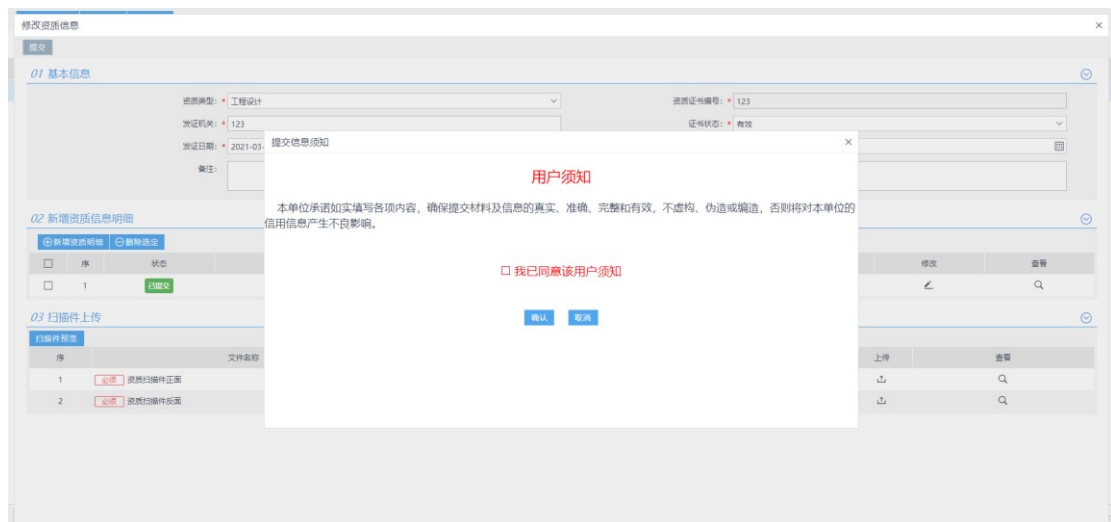 修改资质信息
提交
01 基本信息
资质类型：* 工程设计 资质证书编号：* 123
发证机关：* 123 证书状态：* 有效
发证日期：* 2021-03-
备注：
提交信息须知
用户须知
本单位承诺如实填写各项内容，确保提交材料及信息的真实、准确、完整和有效，不虚构、伪造或编造，否则将对本单位的
信用信息产生不良影响。
我已同意该用户须知
确认 取消
02 新增资质信息明细
新增资质明细 删除选定
序 状态 修改 查看
1 已提交
03 扫描件上传
扫描件预览
序 文件名称 上传 查看
1 必须 资质扫描件正面
2 必须 资质扫描件反面